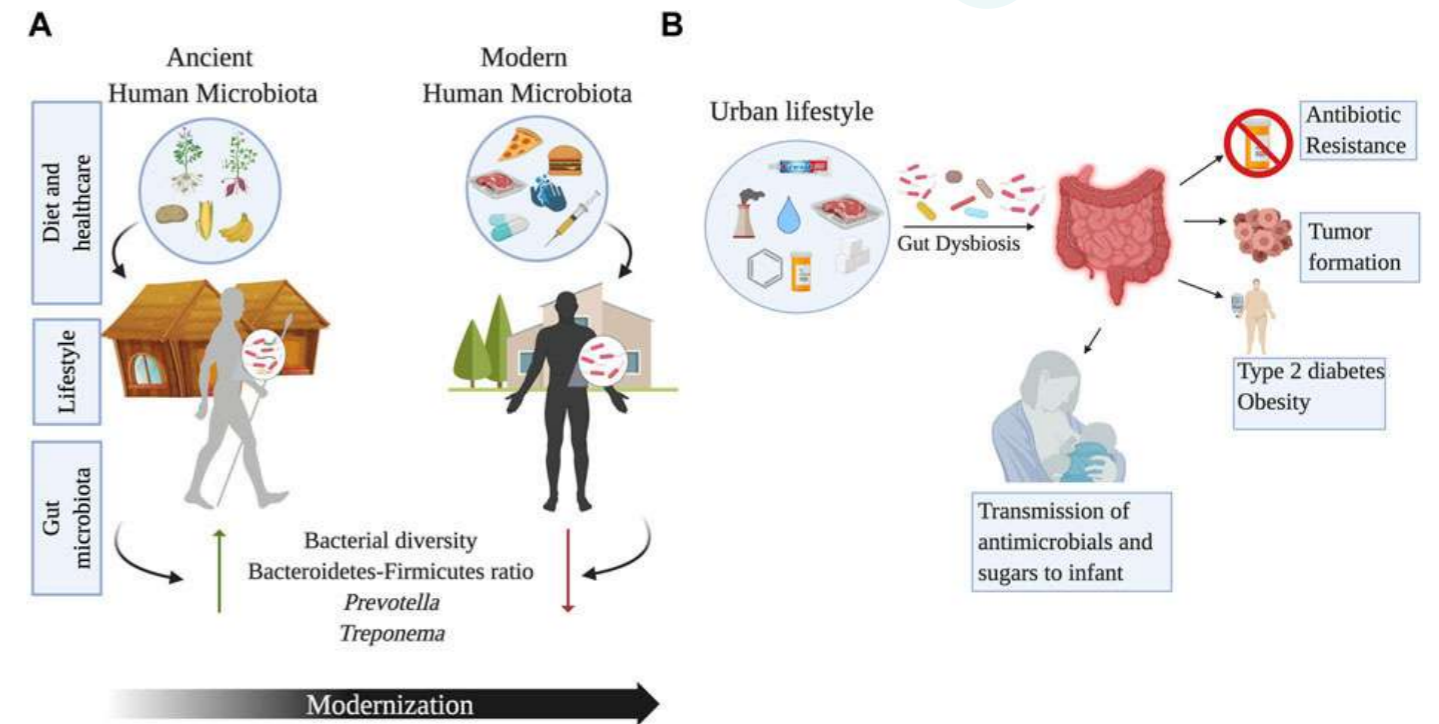 A
Ancient
Human Microbiota
Modern
Human Microbiota
Diet and
healthcare
Lifestyle
Gut
microbiota
Bacterial diversity
Bacteroidetes-Firmicutes ratio
Prevotella
Treponema
Modernization
B
Urban lifestyle
Gut Dysbiosis
Antibiotic
Resistance
Tumor
formation
Type 2 diabetes
Obesity
Transmission of
antimicrobials and
sugars to infant